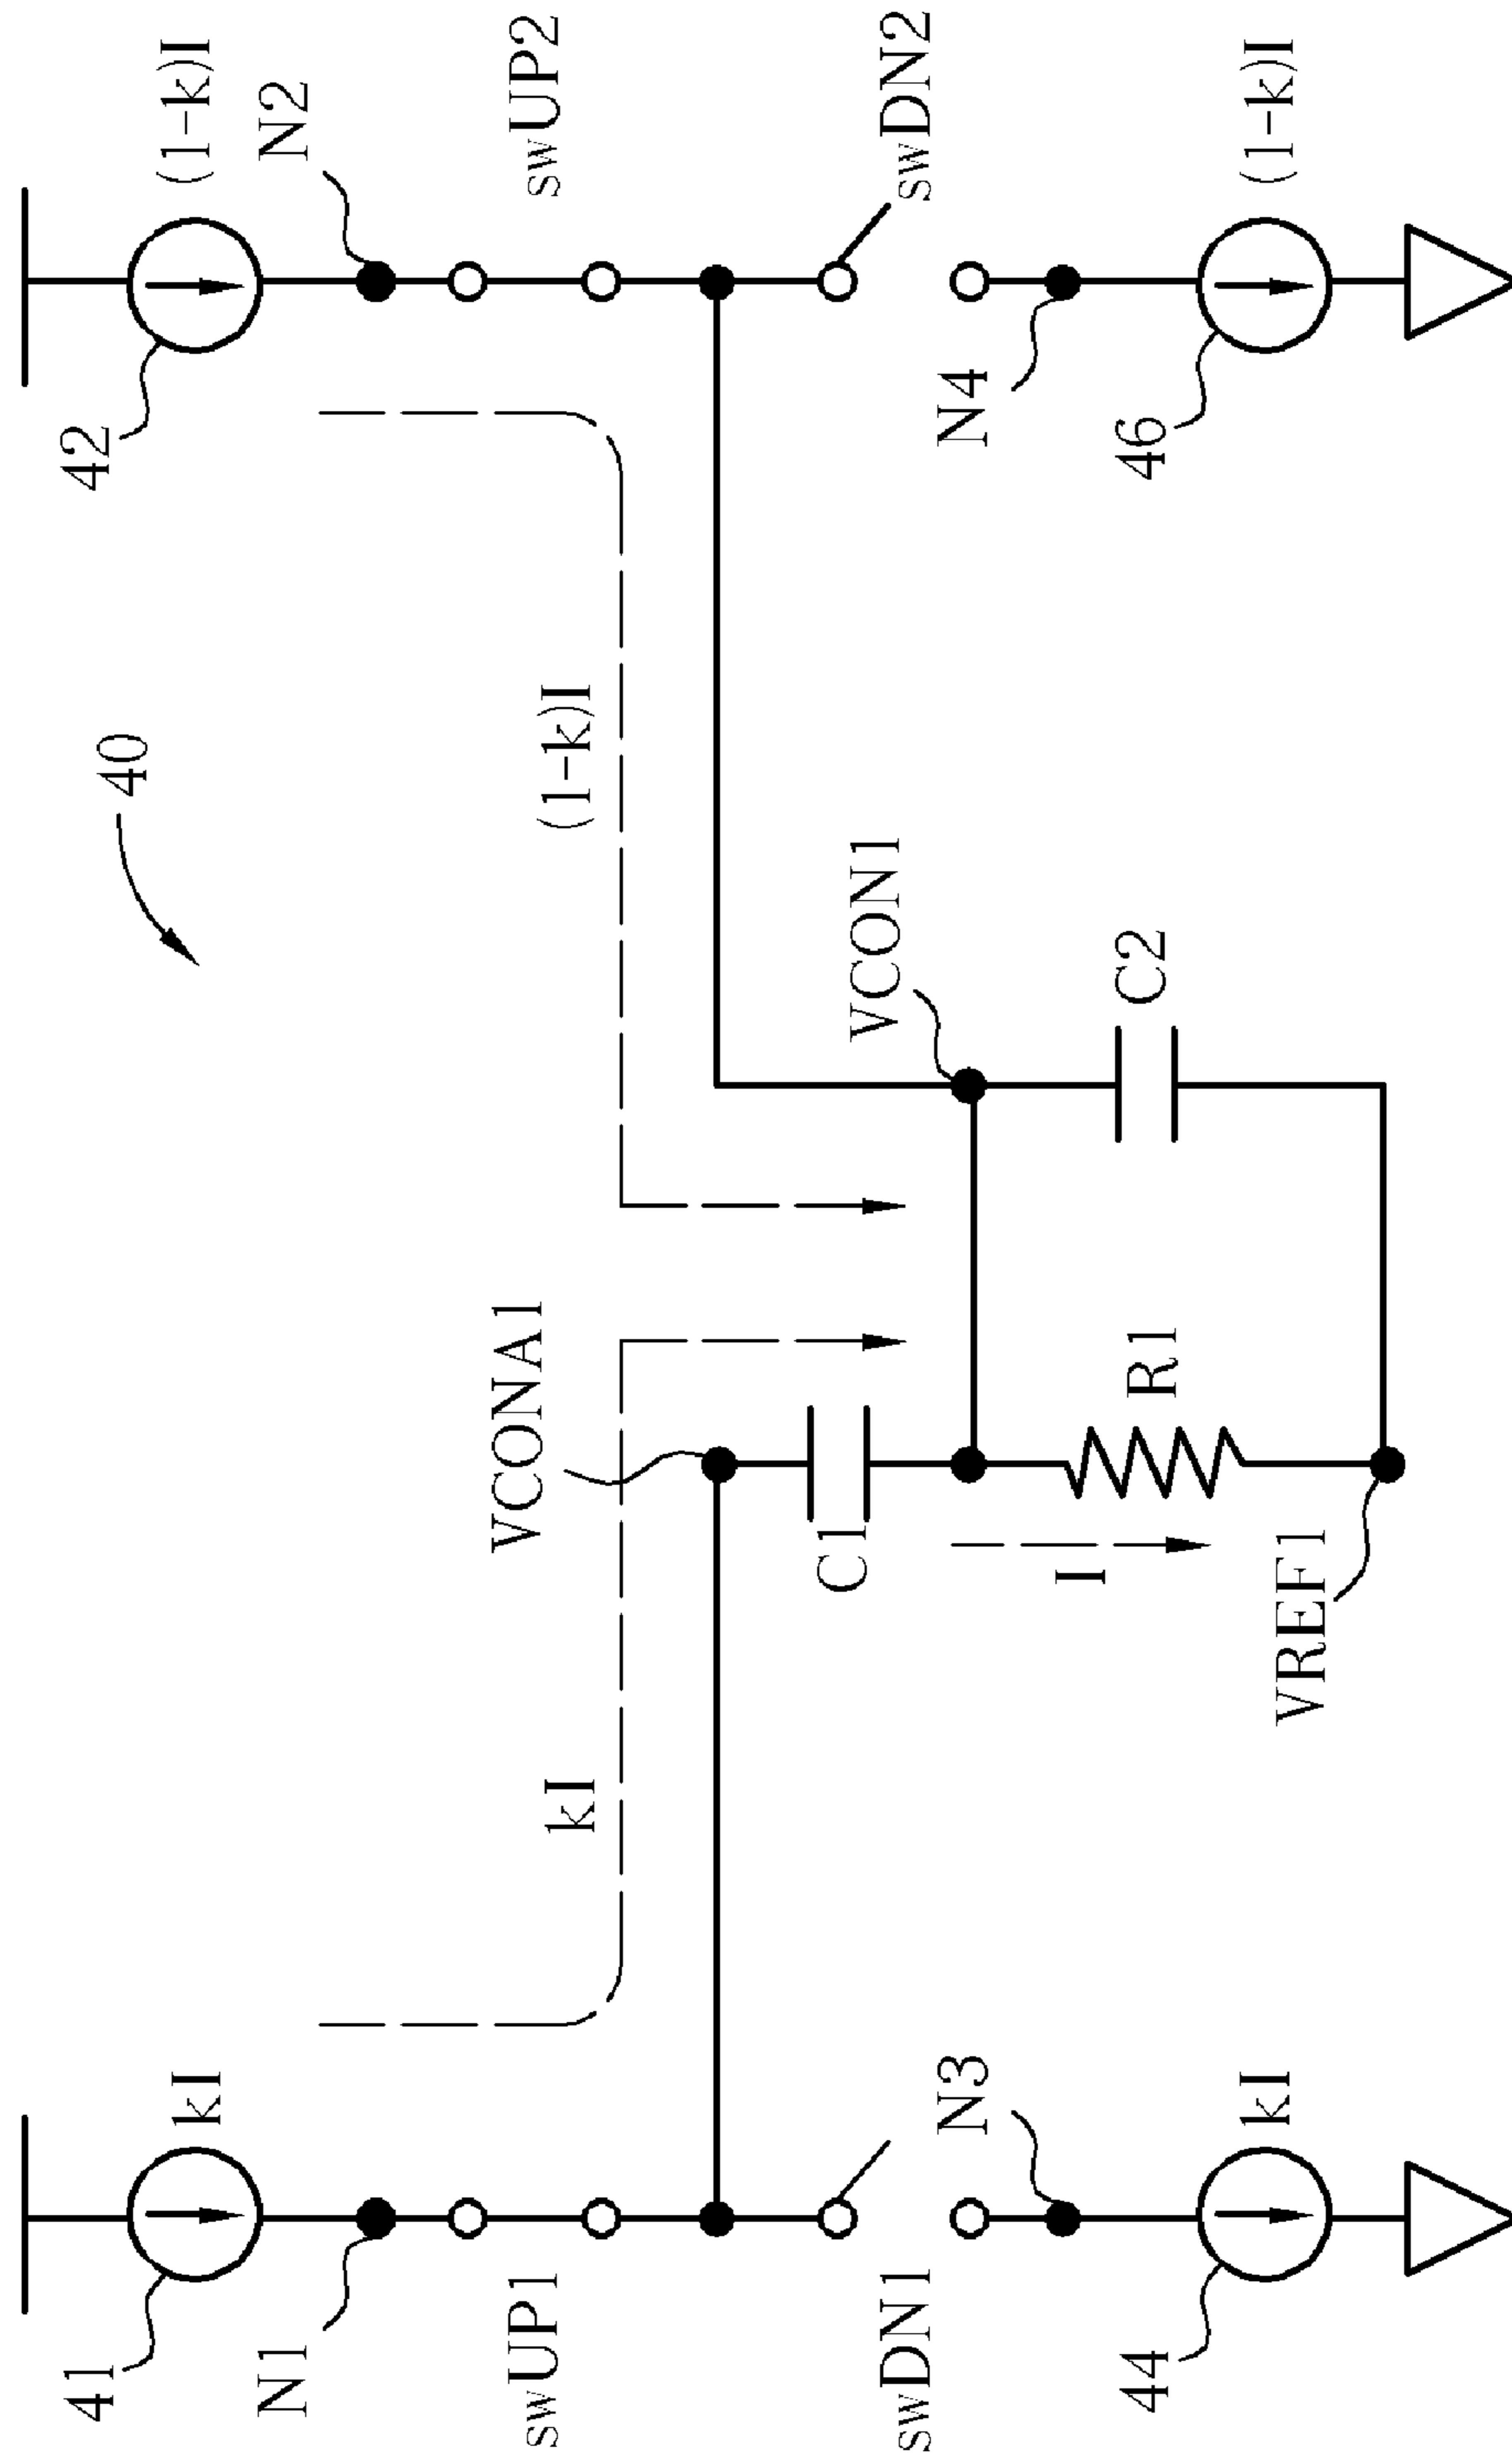 40
41
kI
42
(1-k)I
N1
N2
swUP1
swUP2
kI
(1-k)I
VCONA1
VCON1
swDN1
swDN2
C1
C2
N3
N4
I
R1
44
kI
46
(1-k)I
VREF1